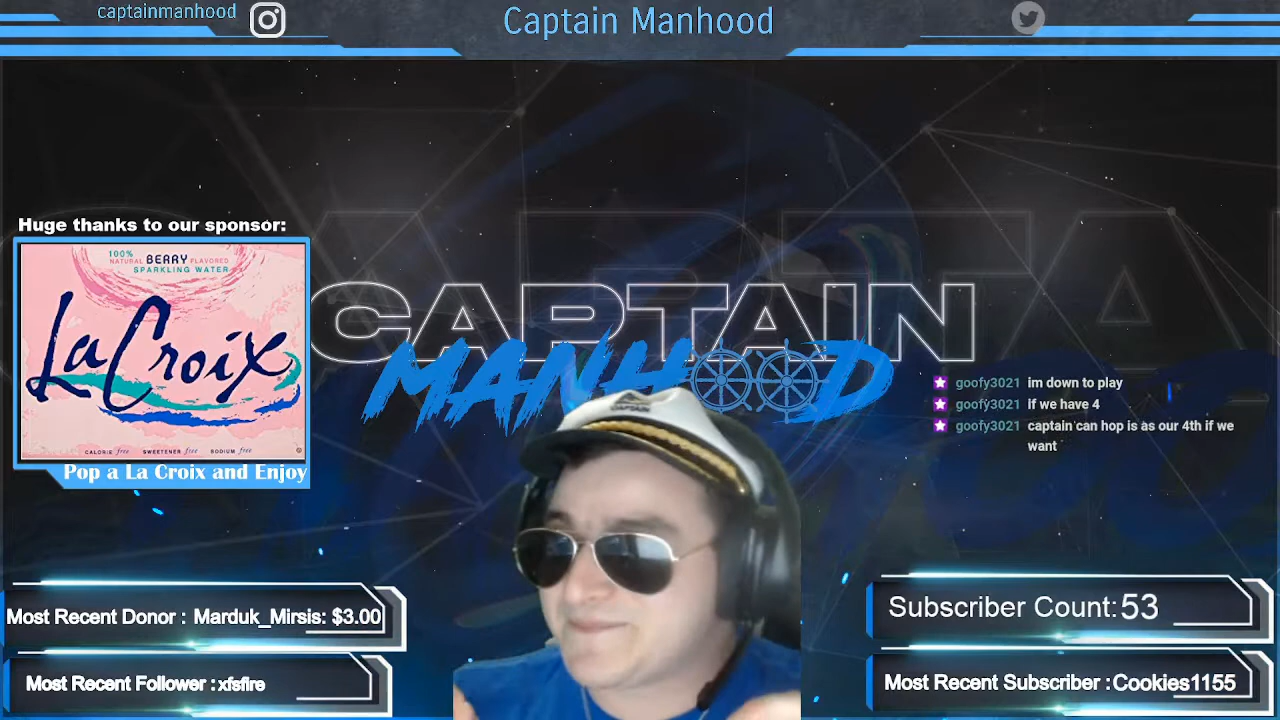 captainmanhood
Captain Manhood
Huge thanks to our sponsor:
100%
NATURAL BERRY FLAVORED
SPARKLING WATER
LaCroix
CALORIE free SWEETENER free SODIUM free
Pop a La Croix and Enjoy
CAPTAIN
MANHOOD
CAPTAIN
goofy3021 im down to play
goofy3021 if we have 4
goofy3021 captain can hop is as our 4th if we
want
Most Recent Donor : Marduk_Mirsis: $3.00
Most Recent Follower : xfsfire
Subscriber Count: 53
Most Recent Subscriber : Cookies1155